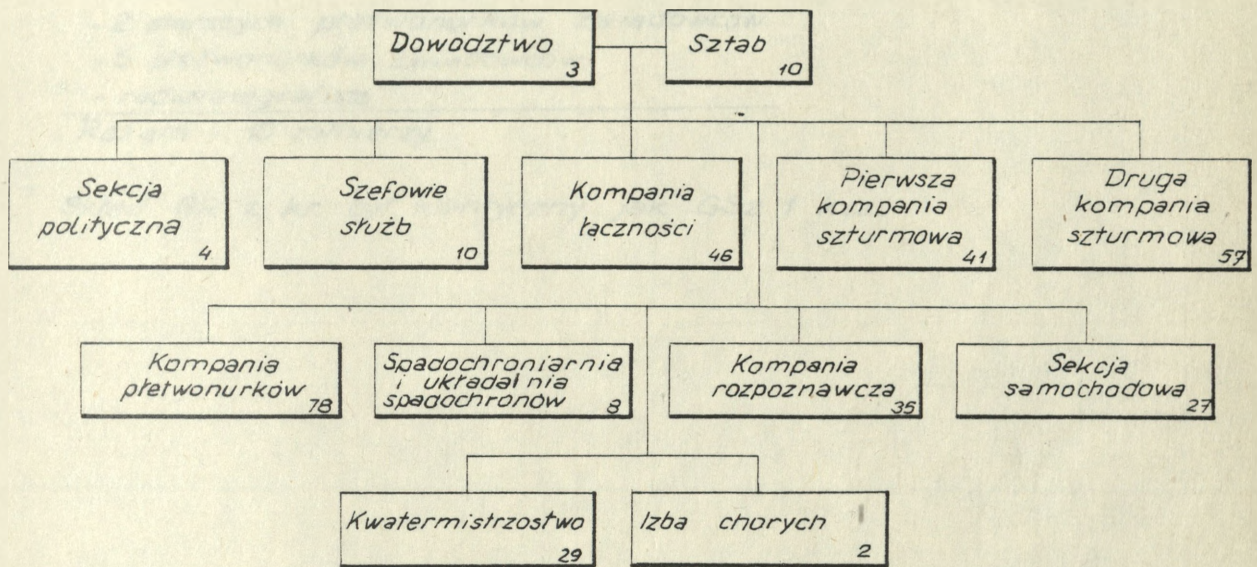 Dowództwo
3
Sztab
10
Sekcja
polityczna
4
Szefowie
służb
10
Kompania
łączności
46
Pierwsza
kompania
szturmowa
41
Druga
kompania
szturmowa
57
Kompania
płetwonurków
78
Spadochroniarnia
i układalnia
spadochronów
8
Kompania
rozpoznawcza
35
Sekcja
samochodowa
27
Kwatermistrzostwo
29
Izba chorych
2